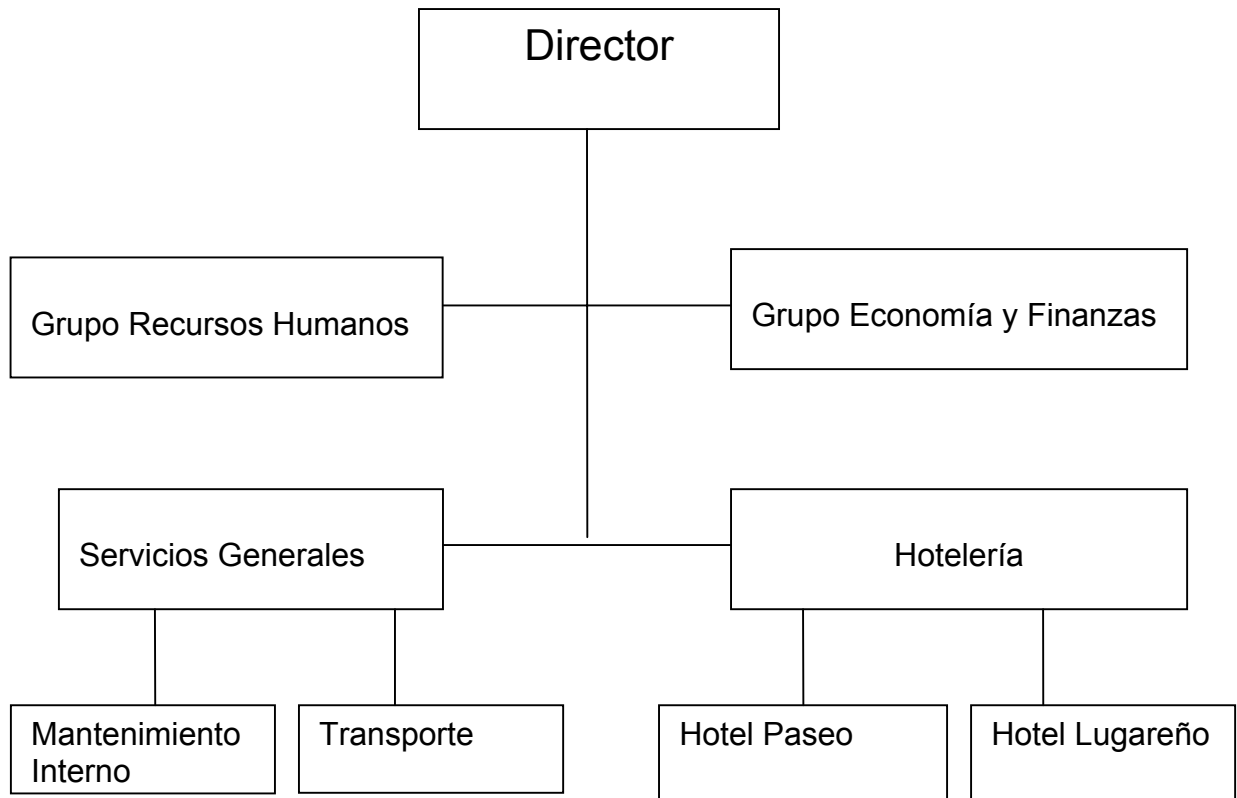 Director
Grupo Recursos Humanos
Grupo Economía y Finanzas
Servicios Generales
Hotelería
Mantenimiento
Interno
Transporte
Hotel Paseo
Hotel Lugareño